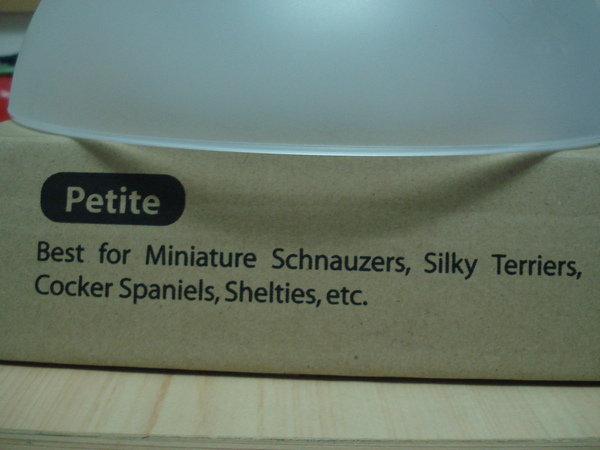 Petite
Best for Miniature Schnauzers, Silky Terriers,
Cocker Spaniels, Shelties, etc.